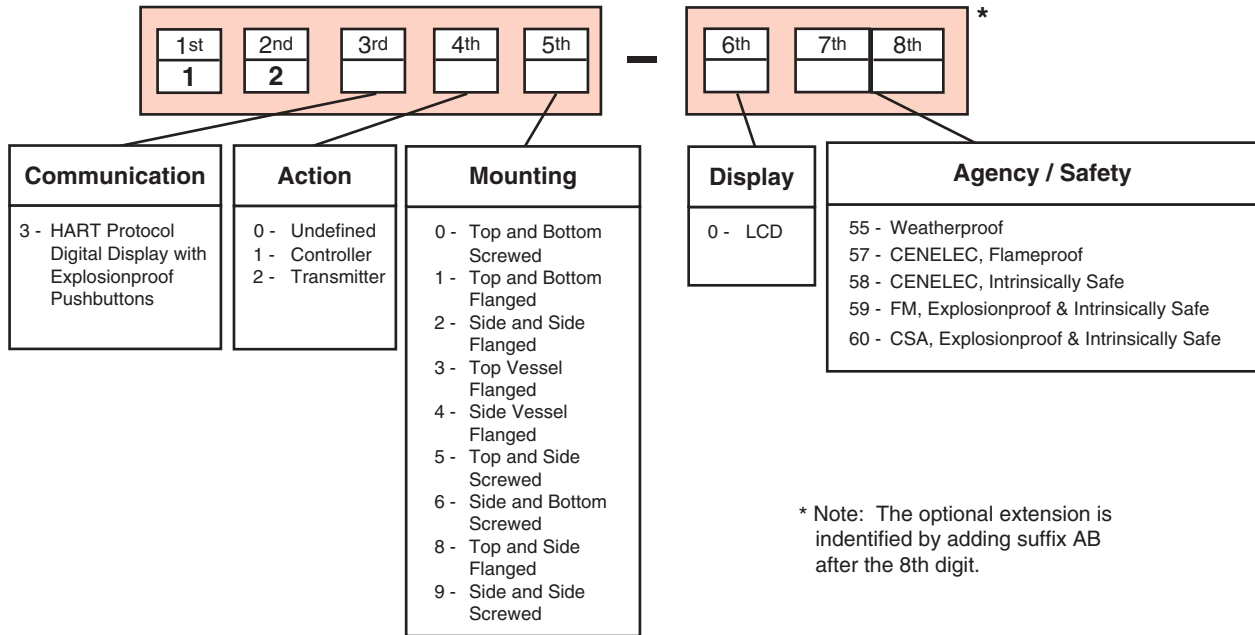 *
1st 2nd 3rd 4th 5th – 6th 7th 8th
1 2
Communication
3 - HART Protocol
Digital Display with
Explosionproof
Pushbuttons
Action
0 - Undefined
1 - Controller
2 - Transmitter
Mounting
0 - Top and Bottom
Screwed
1 - Top and Bottom
Flanged
2 - Side and Side
Flanged
3 - Top Vessel
Flanged
4 - Side Vessel
Flanged
5 - Top and Side
Screwed
6 - Side and Bottom
Screwed
8 - Top and Side
Flanged
9 - Side and Side
Screwed
Display
0 - LCD
Agency / Safety
55 - Weatherproof
57 - CENELEC, Flameproof
58 - CENELEC, Intrinsically Safe
59 - FM, Explosionproof & Intrinsically Safe
60 - CSA, Explosionproof & Intrinsically Safe
* Note: The optional extension is
indentified by adding suffix AB
after the 8th digit.